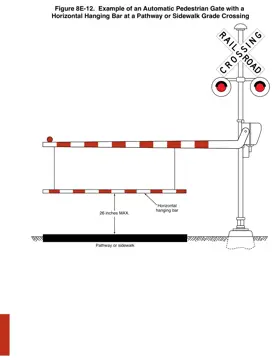 Figure 8E-12. Example of an Automatic Pedestrian Gate with a
Horizontal Hanging Bar at a Pathway or Sidewalk Grade Crossing
RAILROAD
CROSSING
Horizontal
hanging bar
26 inches MAX.
Pathway or sidewalk